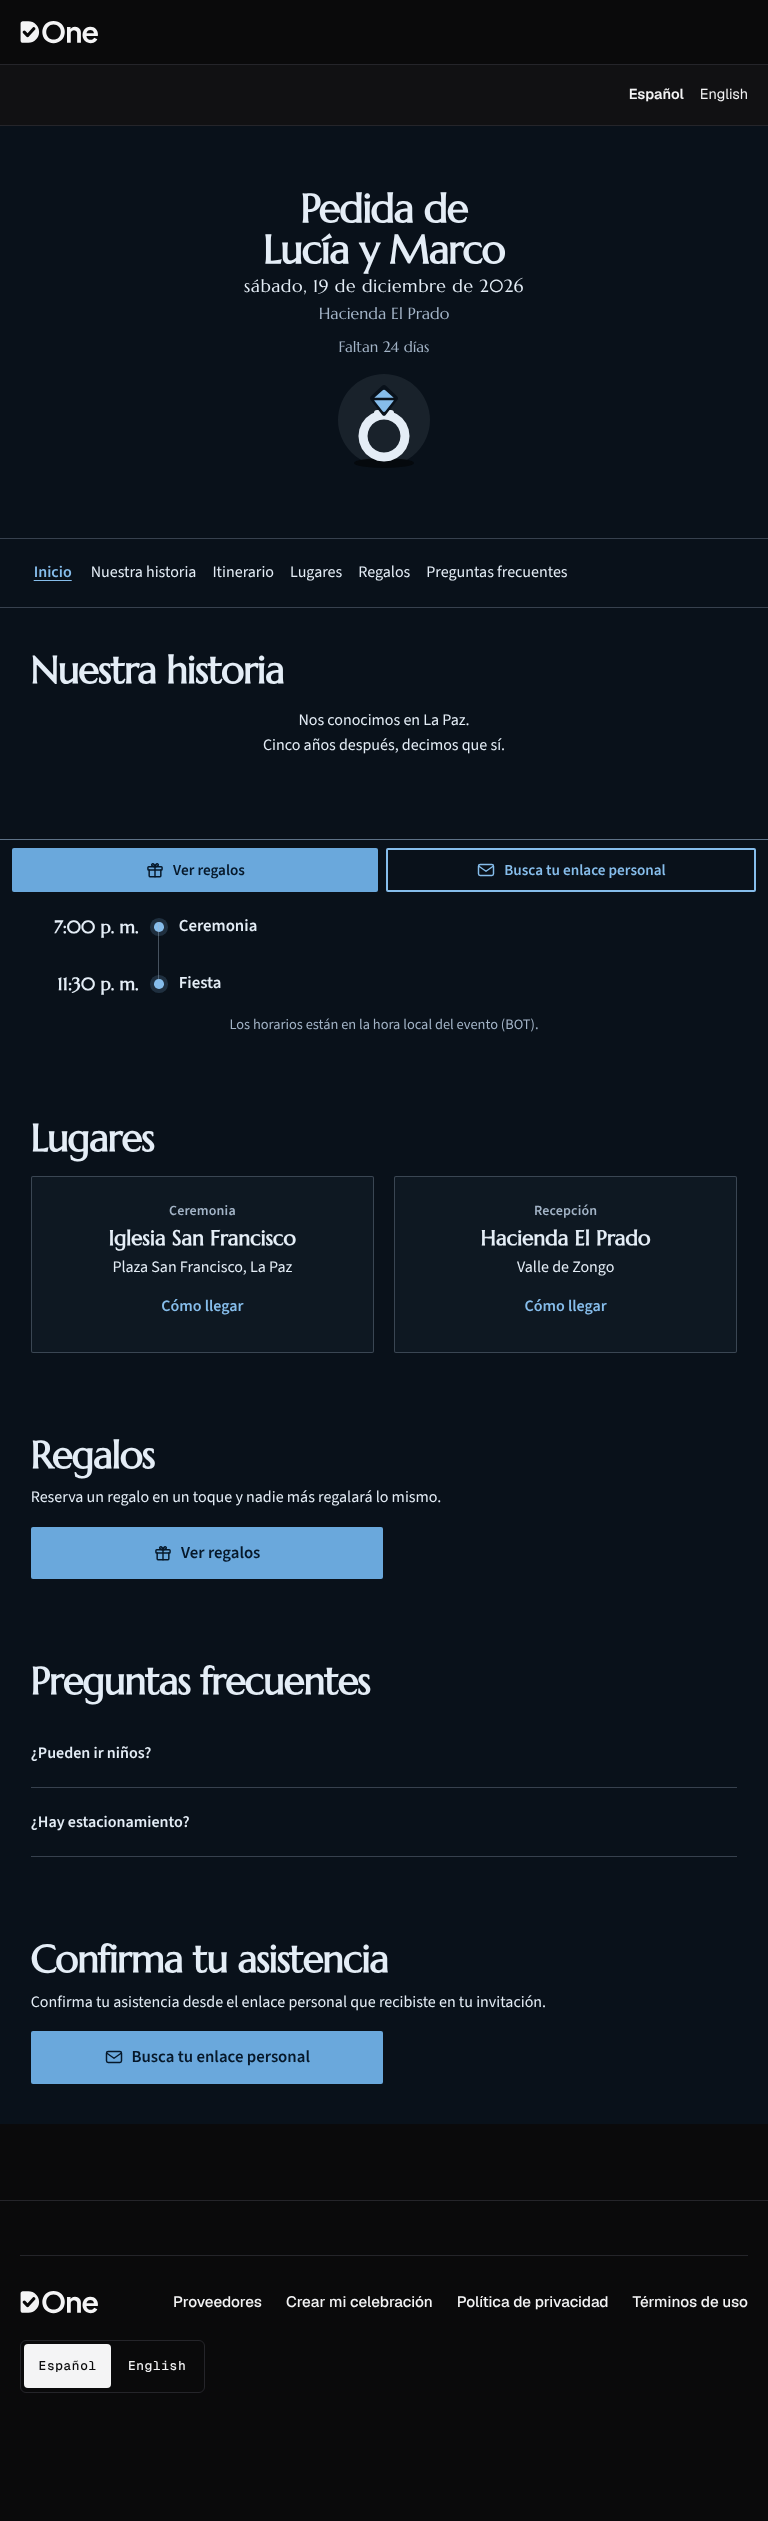 One
Español English
Pedida de
Lucía y Marco
sábado, 19 de diciembre de 2026
Hacienda El Prado
Faltan 24 días
Inicio Nuestra historia Itinerario Lugares Regalos Preguntas frecuentes
Nuestra historia
Nos conocimos en La Paz.
Cinco años después, decimos que sí.
Ver regalos Busca tu enlace personal
7:00 p. m. Ceremonia
11:30 p. m. Fiesta
Los horarios están en la hora local del evento (BOT).
Lugares
Ceremonia
Iglesia San Francisco
Plaza San Francisco, La Paz
Cómo llegar
Recepción
Hacienda El Prado
Valle de Zongo
Cómo llegar
Regalos
Reserva un regalo en un toque y nadie más regalará lo mismo.
Ver regalos
Preguntas frecuentes
¿Pueden ir niños?
¿Hay estacionamiento?
Confirma tu asistencia
Confirma tu asistencia desde el enlace personal que recibiste en tu invitación.
Busca tu enlace personal
One
Proveedores Crear mi celebración Política de privacidad Términos de uso
Español English